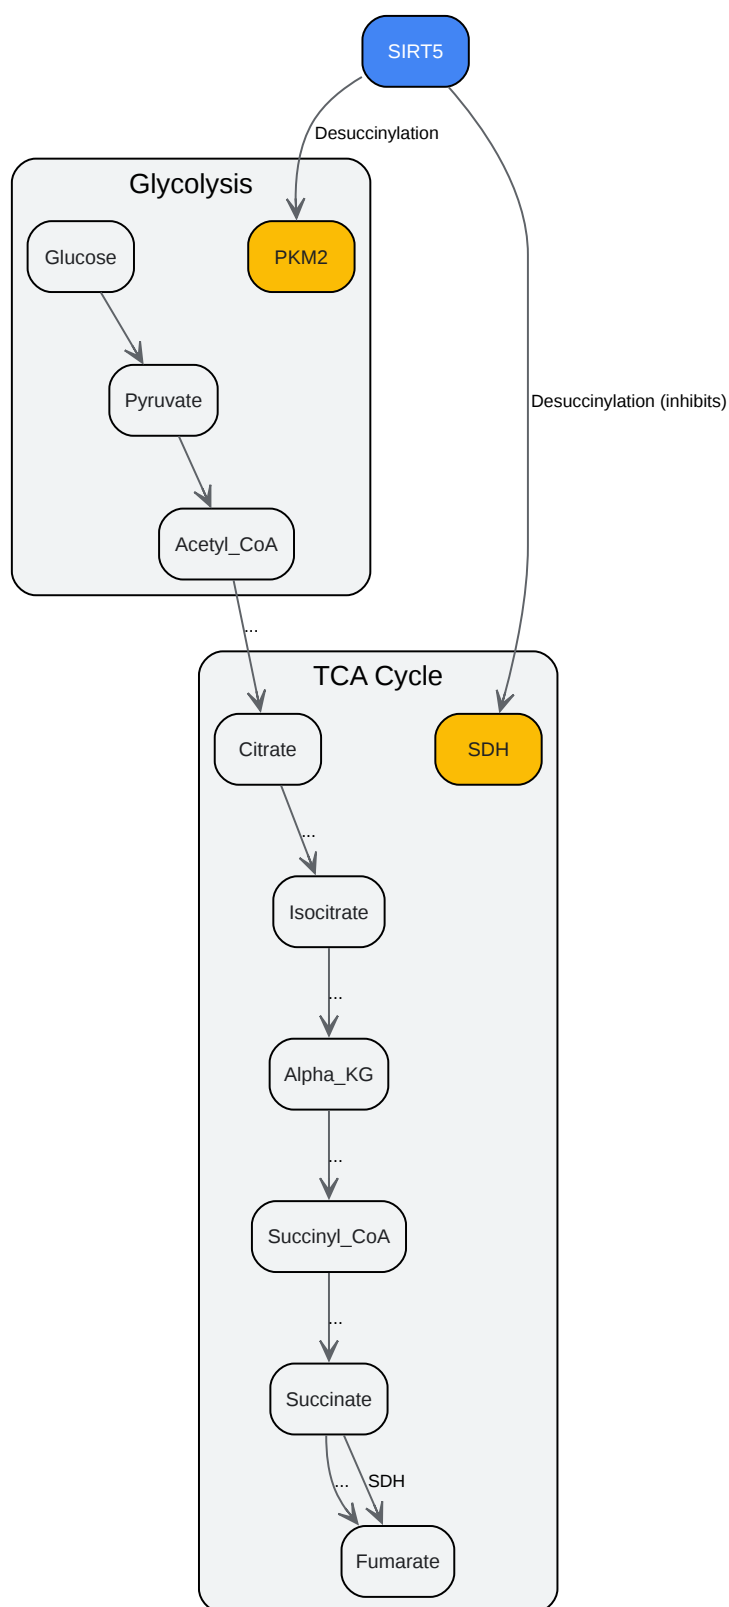 SIRT5
Desuccinylation
Glycolysis
Glucose
PKM2
Pyruvate
Desuccinylation (inhibits)
Acetyl_CoA
...
TCA Cycle
Citrate
SDH
...
Isocitrate
...
Alpha_KG
...
Succinyl_CoA
...
Succinate
...
SDH
Fumarate